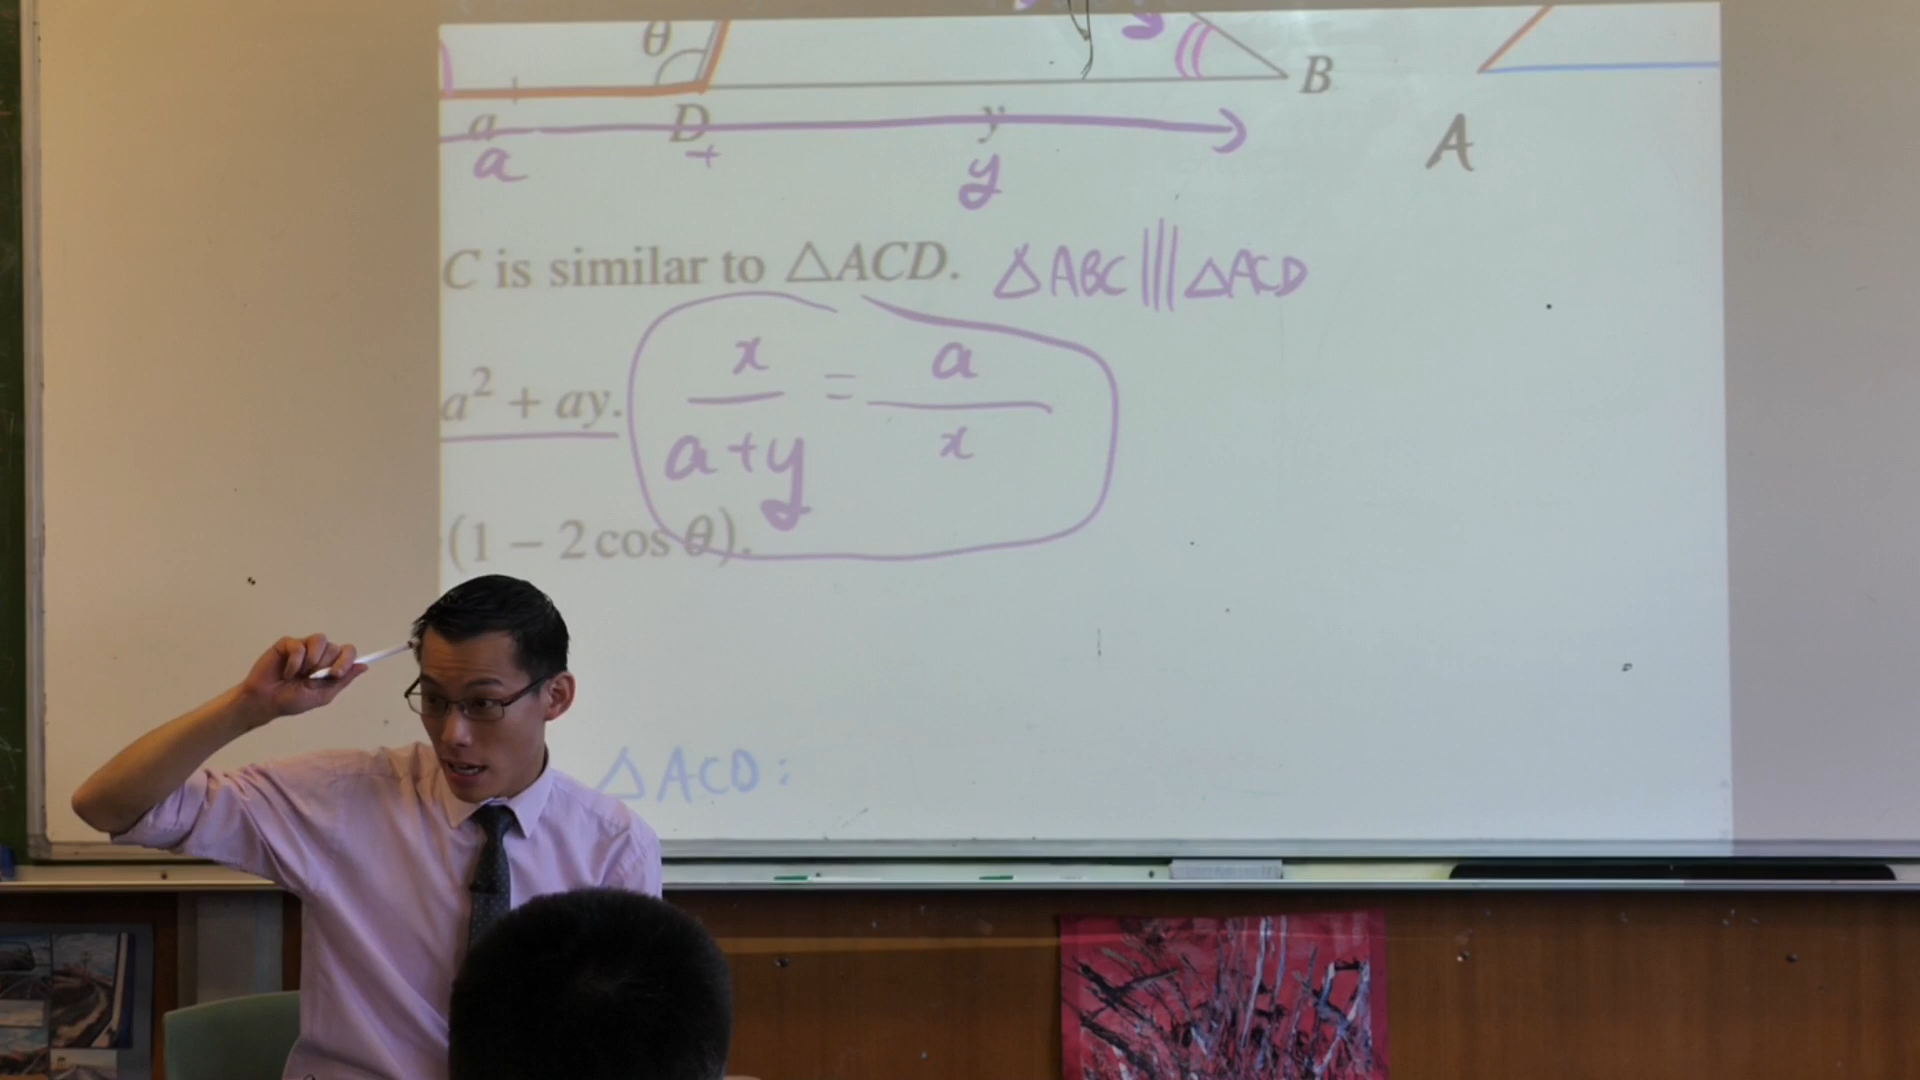 θ
B
a D y
a + y
A
C is similar to △ACD. △ABC ||| △ACD
a² + ay. x/(a+y) = a/x
(1 − 2 cos θ).
△ACD: